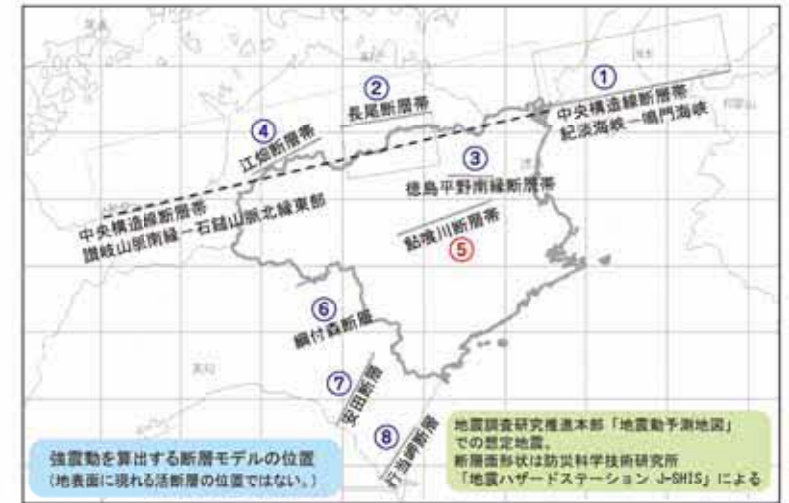 ①
中央構造線断層帯
紀淡海峡－鳴門海峡
②
長尾断層帯
④
江畑断層帯
③
徳島平野南縁断層帯
中央構造線断層帯
讃岐山脈南縁－石鎚山脈北縁東部
鮎喰川断層帯
⑤
⑥
綱付森断層
⑦
安田断層
⑧
行当岬断層
高知
強震動を算出する断層モデルの位置
(地表面に現れる活断層の位置ではない。)
地震調査研究推進本部「地震動予測地図」
での想定地震。
断層面形状は防災科学技術研究所
「地震ハザードステーション J-SHIS」による